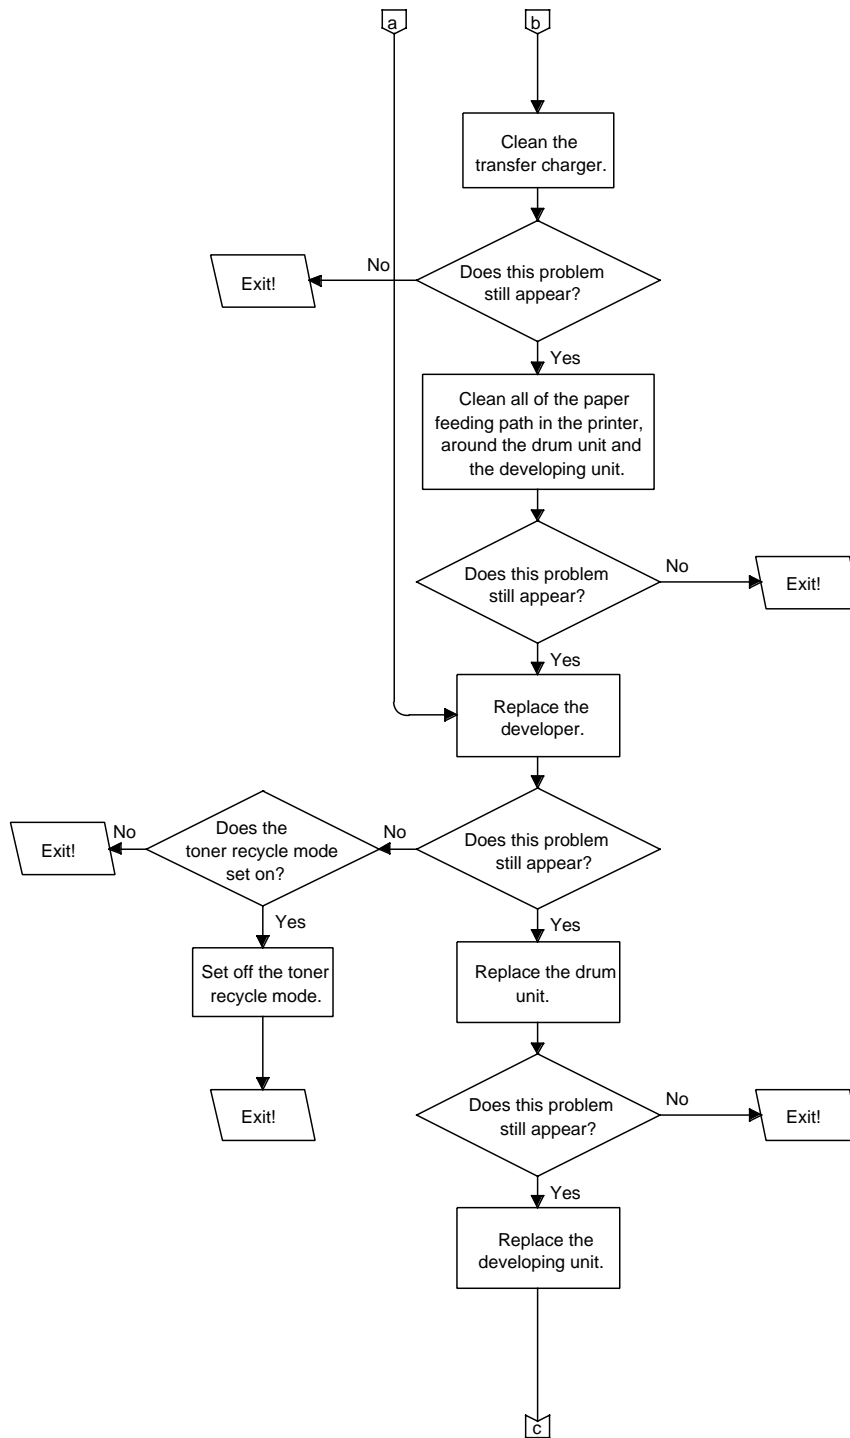 a
b
Clean the
transfer charger.
Does this problem
still appear?
No
Exit!
Yes
Clean all of the paper
feeding path in the printer,
around the drum unit and
the developing unit.
Does this problem
still appear?
No
Exit!
Yes
Replace the
developer.
Does this problem
still appear?
No
Does the
toner recycle mode
set on?
No
Exit!
Yes
Set off the toner
recycle mode.
Exit!
Yes
Replace the drum
unit.
Does this problem
still appear?
No
Exit!
Yes
Replace the
developing unit.
c